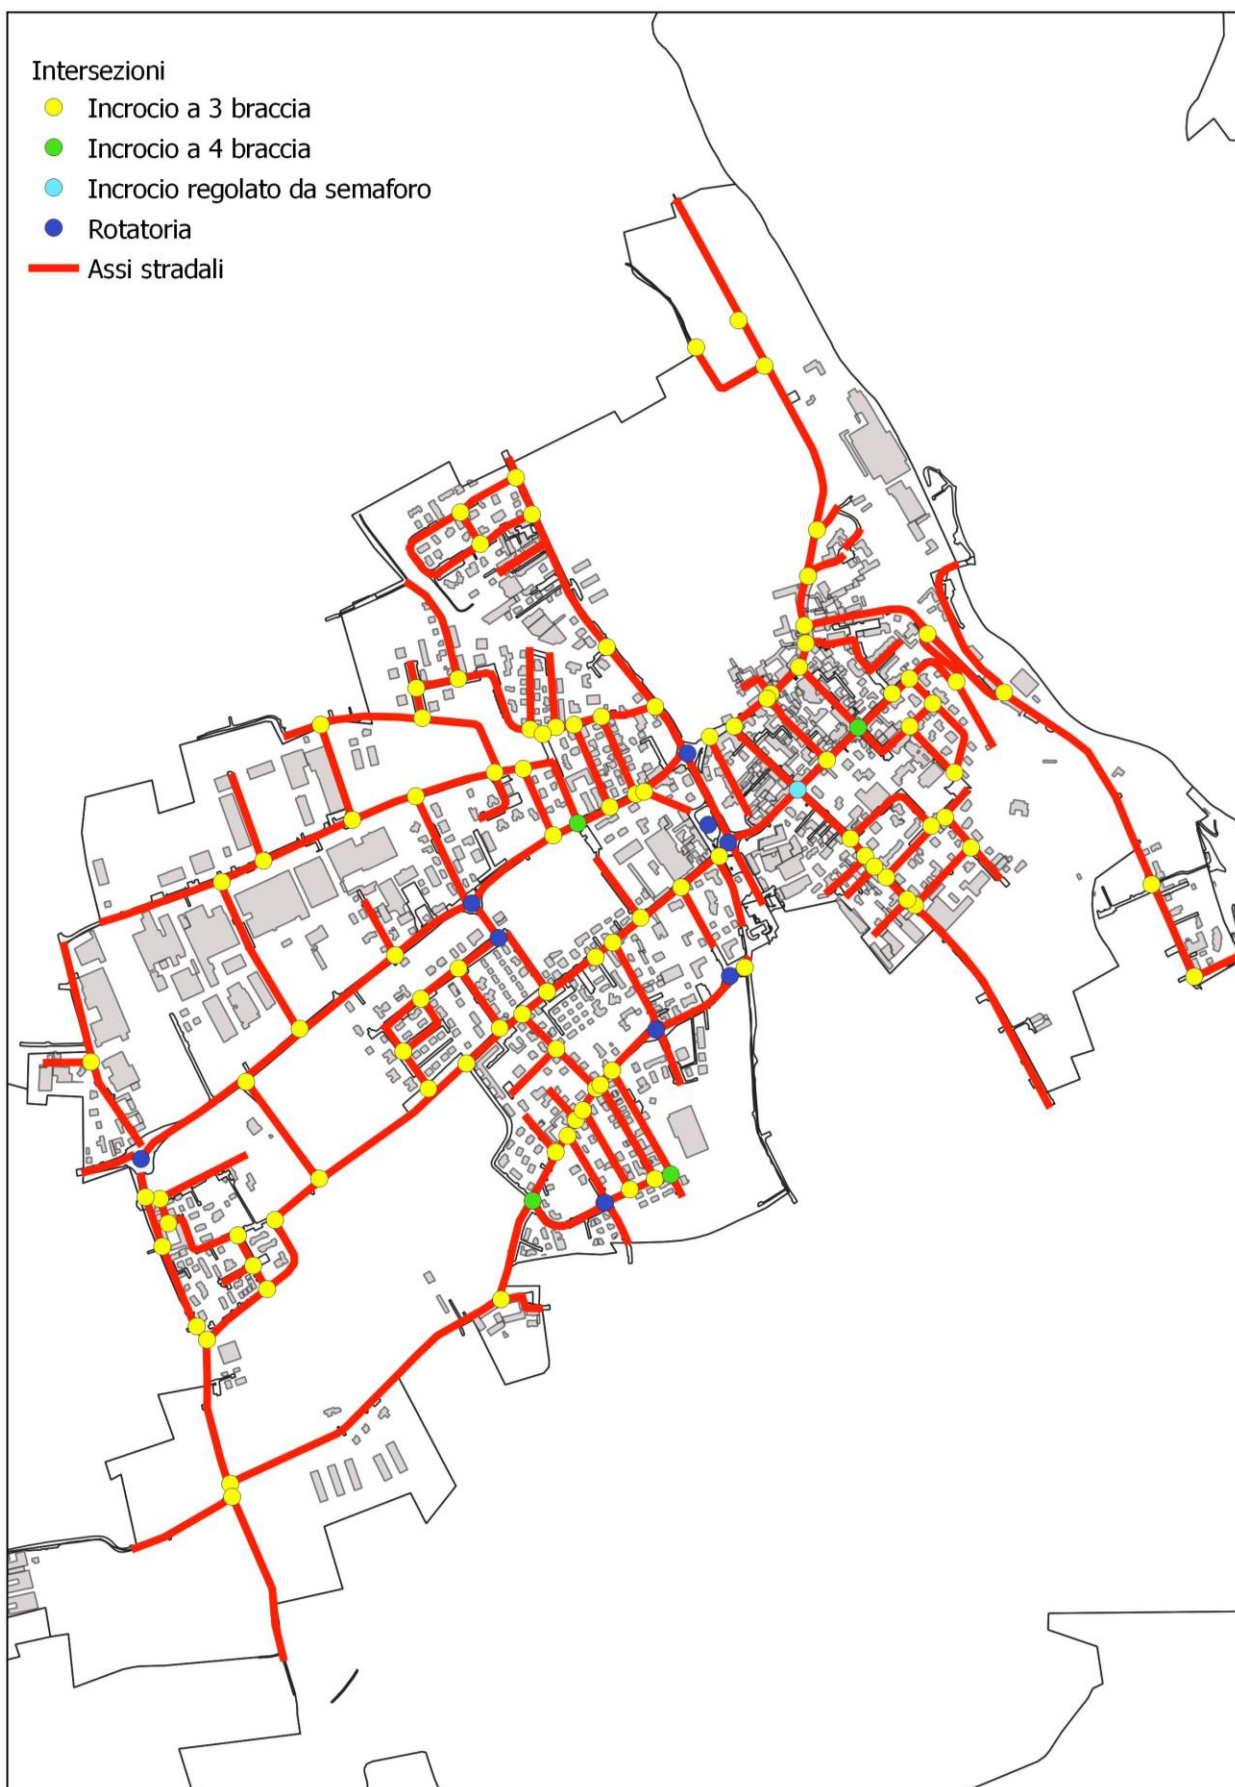 Intersezioni
Incrocio a 3 braccia
Incrocio a 4 braccia
Incrocio regolato da semaforo
Rotatoria
Assi stradali